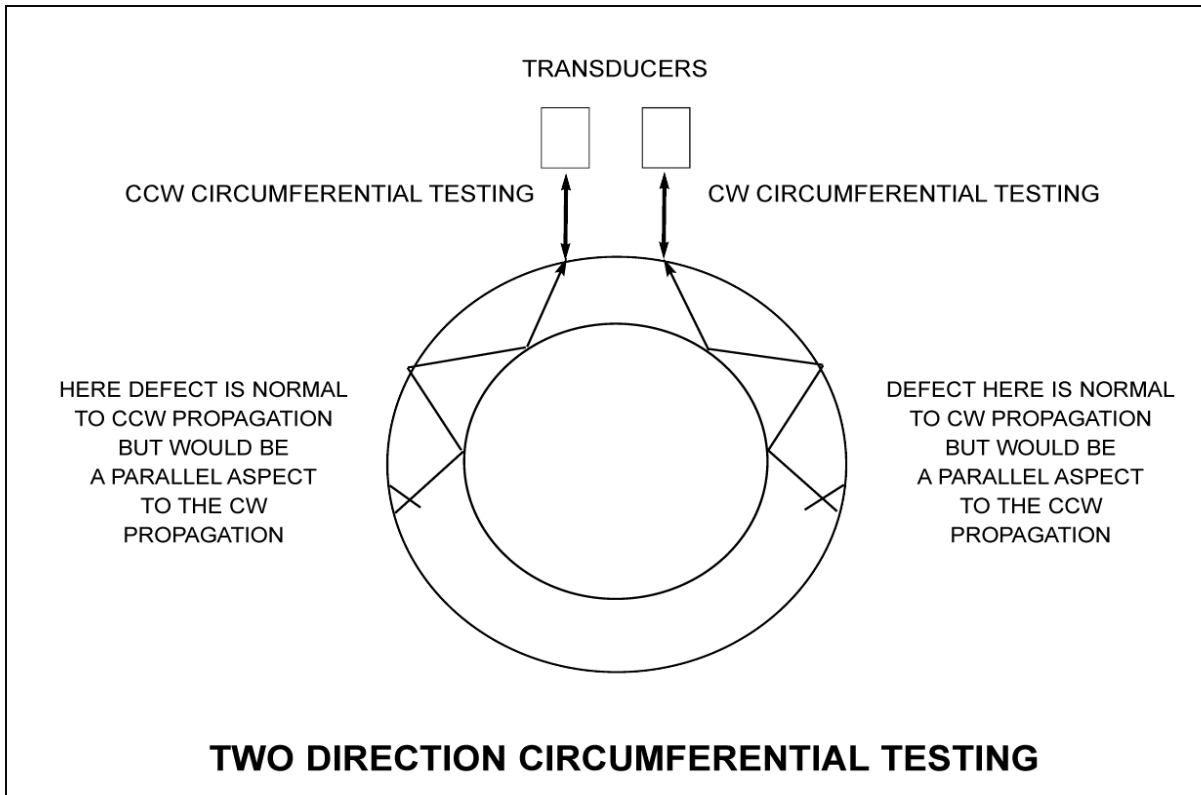 TRANSDUCERS
CCW CIRCUMFERENTIAL TESTING
CW CIRCUMFERENTIAL TESTING
HERE DEFECT IS NORMAL
TO CCW PROPAGATION
BUT WOULD BE
A PARALLEL ASPECT
TO THE CW
PROPAGATION
DEFECT HERE IS NORMAL
TO CW PROPAGATION
BUT WOULD BE
A PARALLEL ASPECT
TO THE CCW
PROPAGATION
TWO DIRECTION CIRCUMFERENTIAL TESTING